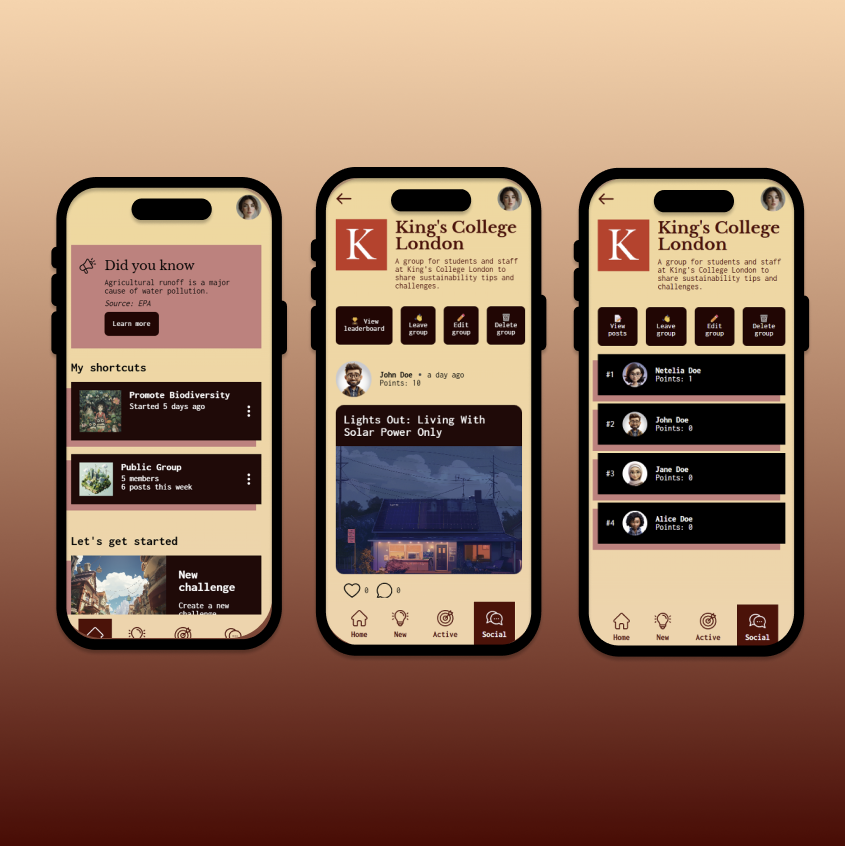 Did you know
Agricultural runoff is a major
cause of water pollution.
Source: EPA
Learn more
My shortcuts
Promote Biodiversity
Started 5 days ago
Public Group
5 members
6 posts this week
Let's get started
New
challenge
Create a new
challenge
K
King's College
London
A group for students and staff
at King's College London to
share sustainability tips and
challenges.
View
leaderboard
Leave
group
Edit
group
Delete
group
John Doe • a day ago
Points: 10
Lights Out: Living With
Solar Power Only
0
0
Home
New
Active
Social
K
King's College
London
A group for students and staff
at King's College London to
share sustainability tips and
challenges.
View
posts
Leave
group
Edit
group
Delete
group
#1
Netelia Doe
Points: 1
#2
John Doe
Points: 0
#3
Jane Doe
Points: 0
#4
Alice Doe
Points: 0
Home
New
Active
Social